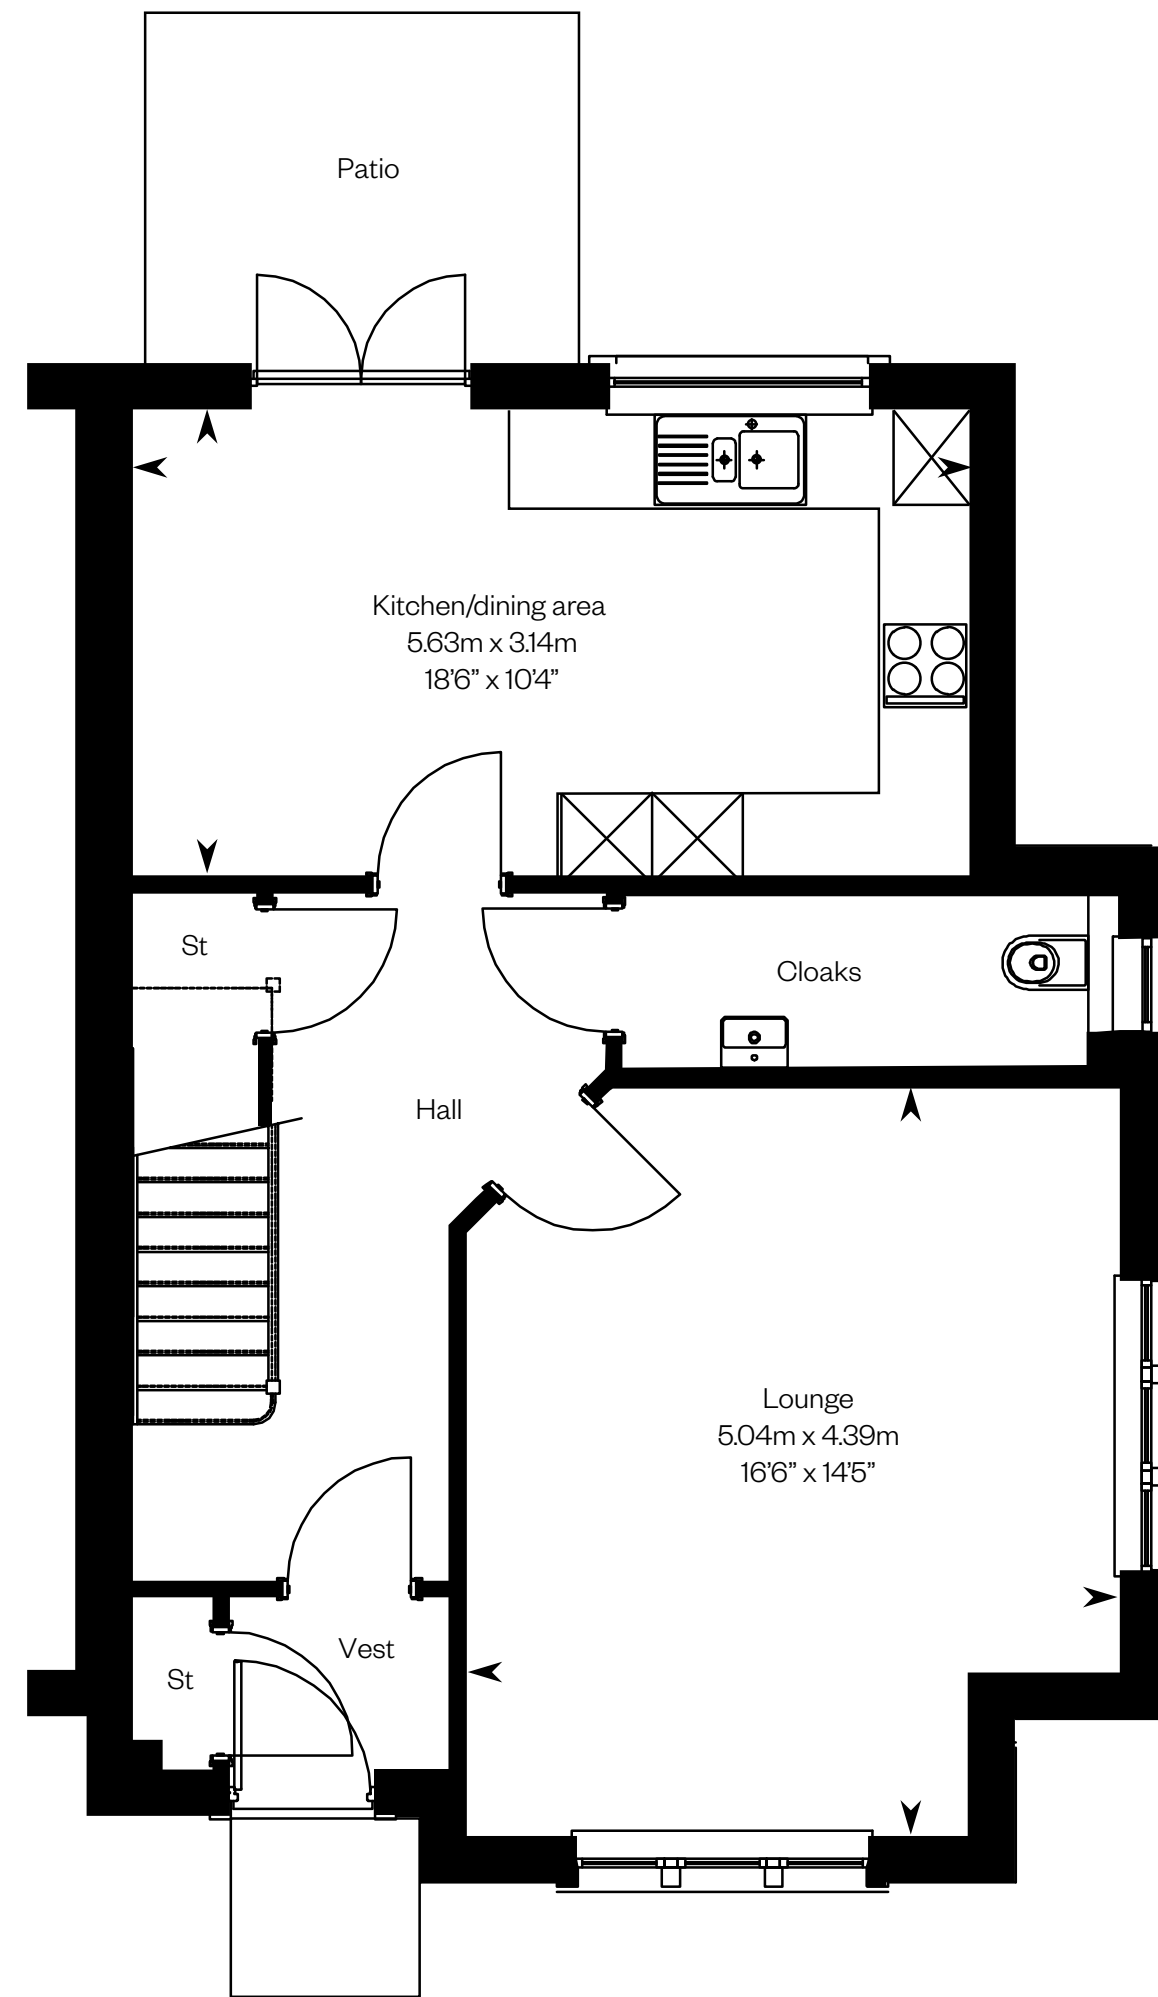 Patio
Kitchen/dining area
5.63m x 3.14m
18’6” x 10’4”
St
Cloaks
Hall
Lounge
5.04m x 4.39m
16’6” x 14’5”
Vest
St